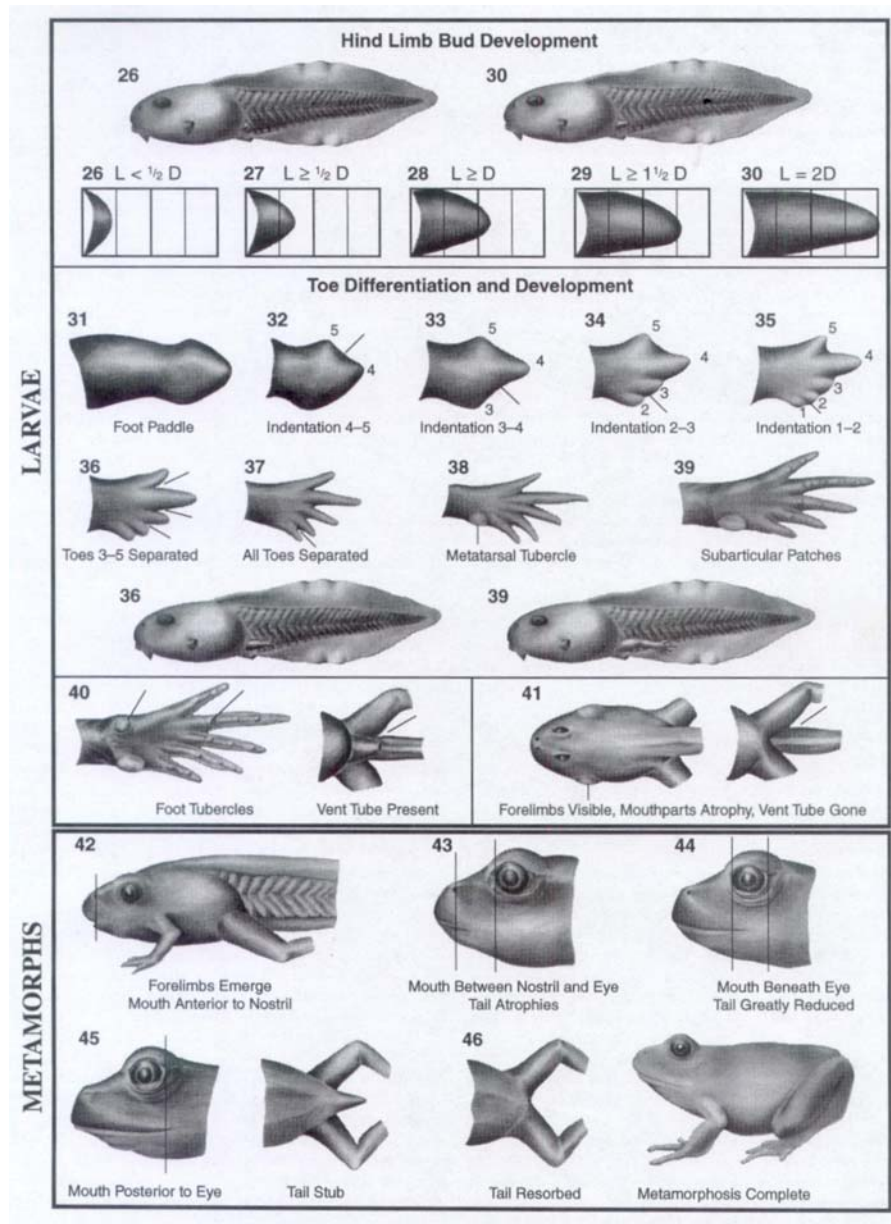 Hind Limb Bud Development
26
30
26 L < 1/2 D
27 L ≥ 1/2 D
28 L ≥ D
29 L ≥ 1 1/2 D
30 L = 2D
LARVAE
Toe Differentiation and Development
31
Foot Paddle
32
5
4
Indentation 4–5
33
5
4
3
Indentation 3–4
34
5
4
3
2
Indentation 2–3
35
5
4
3
2
1
Indentation 1–2
36
Toes 3–5 Separated
37
All Toes Separated
38
Metatarsal Tubercle
39
Subarticular Patches
36
39
40
Foot Tubercles
Vent Tube Present
41
Forelimbs Visible, Mouthparts Atrophy, Vent Tube Gone
METAMORPHS
42
Forelimbs Emerge
Mouth Anterior to Nostril
43
Mouth Between Nostril and Eye
Tail Atrophies
44
Mouth Beneath Eye
Tail Greatly Reduced
45
Mouth Posterior to Eye
Tail Stub
46
Tail Resorbed
Metamorphosis Complete